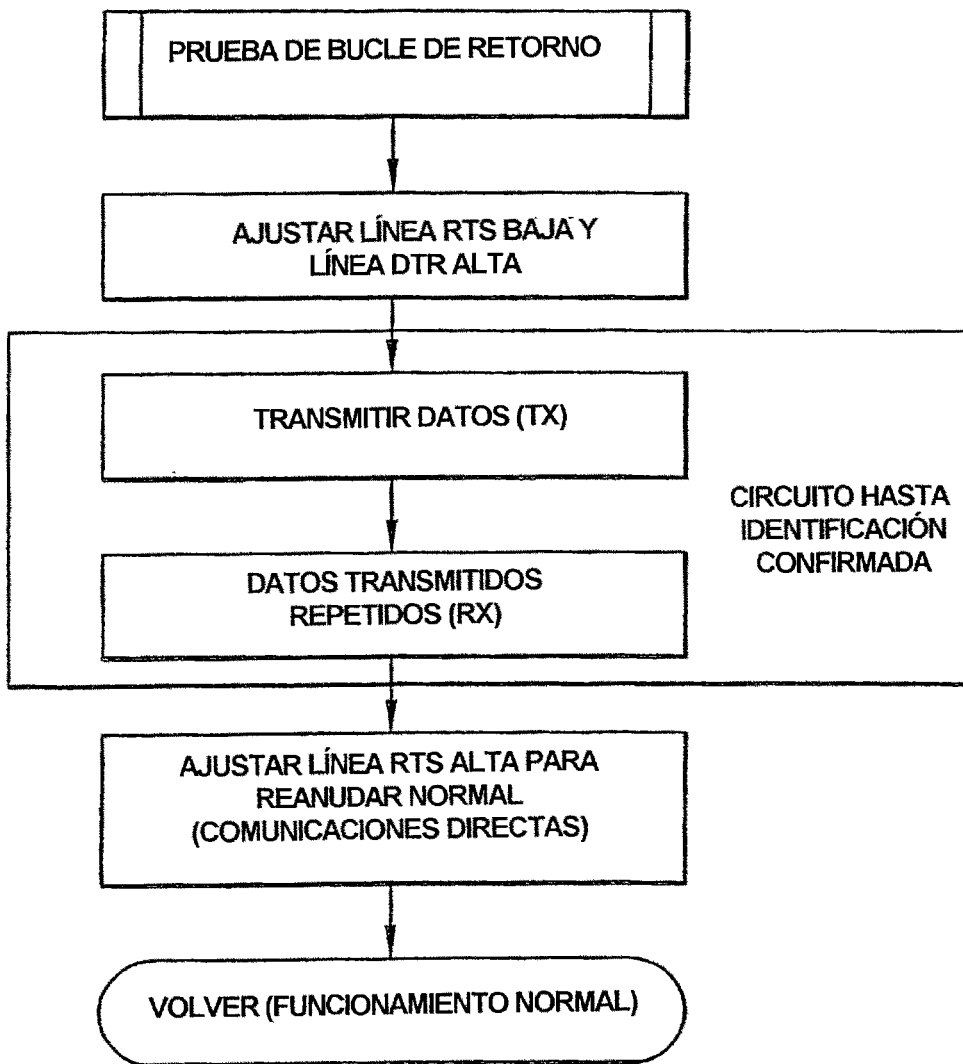 PRUEBA DE BUCLE DE RETORNO
AJUSTAR LÍNEA RTS BAJA Y
LÍNEA DTR ALTA
TRANSMITIR DATOS (TX)
DATOS TRANSMITIDOS
REPETIDOS (RX)
CIRCUITO HASTA
IDENTIFICACIÓN
CONFIRMADA
AJUSTAR LÍNEA RTS ALTA PARA
REANUDAR NORMAL
(COMUNICACIONES DIRECTAS)
VOLVER (FUNCIONAMIENTO NORMAL)